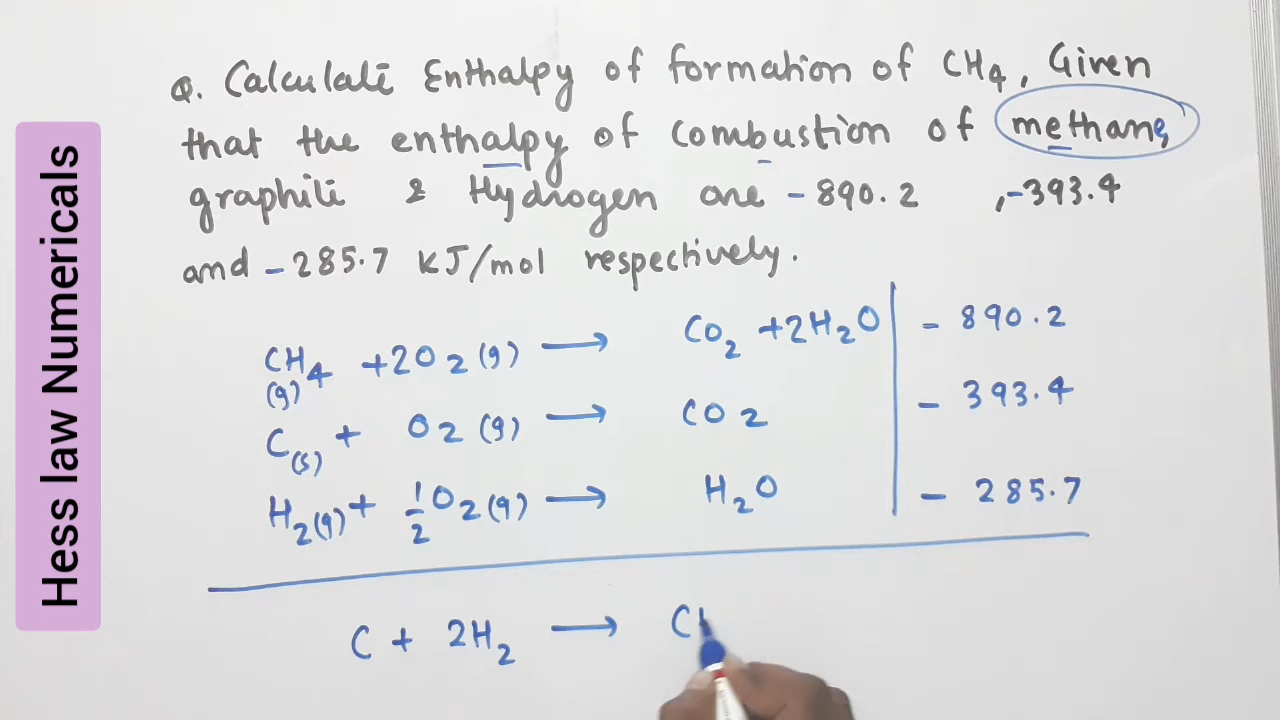 Hess law Numericals
Q. Calculate Enthalpy of formation of CH4, Given
that the enthalpy of combustion of methane,
graphite & Hydrogen are -890.2 ,-393.4
and -285.7 KJ/mol respectively.
CH4(g) + 2O2(g) → CO2 + 2H2O | - 890.2
C(s) + O2(g) → CO2 | - 393.4
H2(g) + 1/2 O2(g) → H2O | - 285.7
C + 2H2 → CH